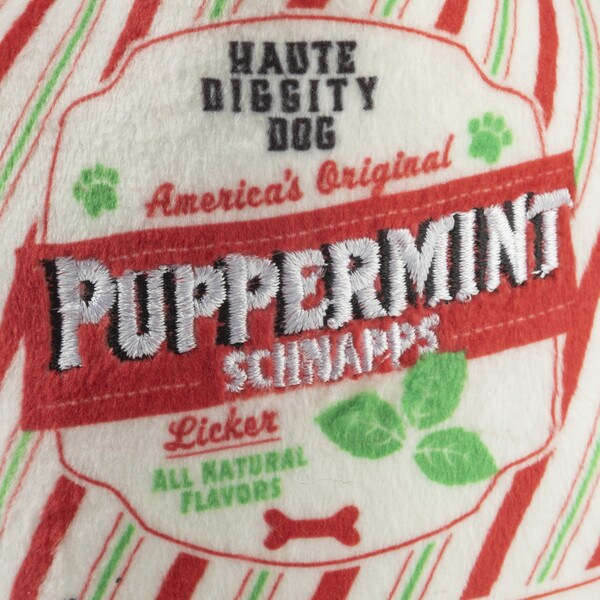 HAUTE
DIGGITY
DOG
America's Original
PUPPERMINT
SCHNAPPS
Licker
ALL NATURAL
FLAVORS